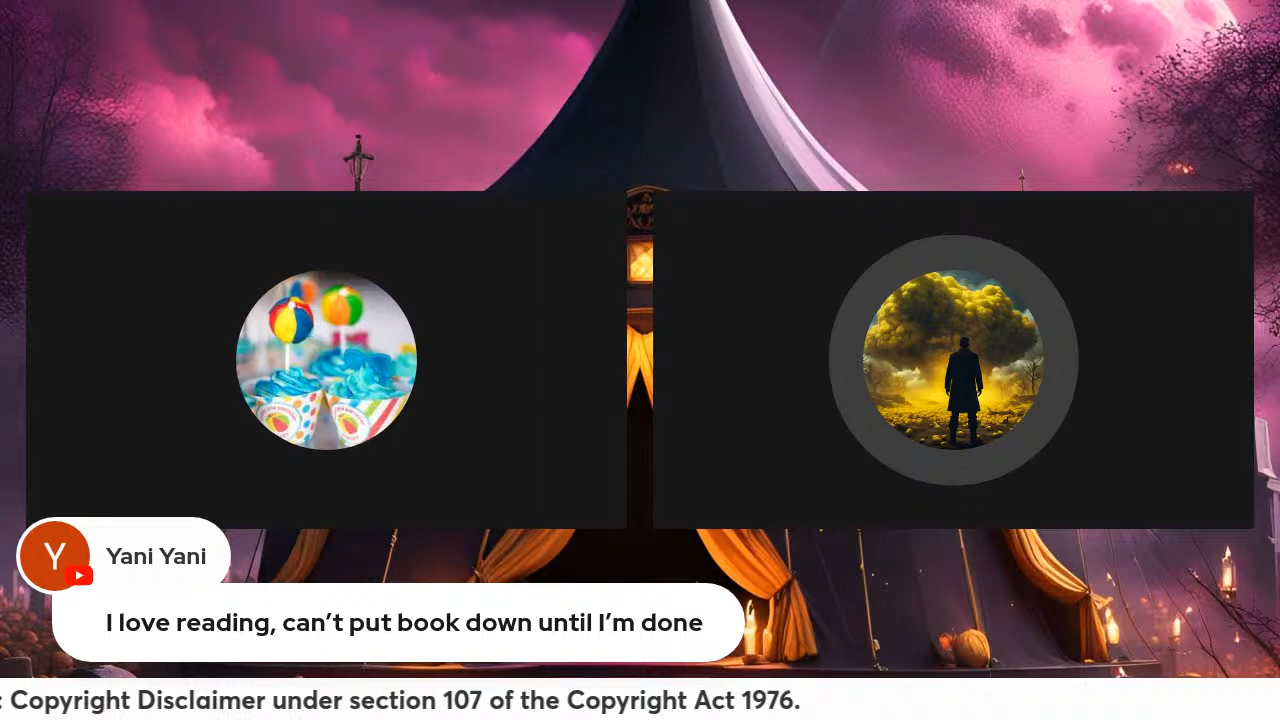 Y
Yani Yani
I love reading, can't put book down until I'm done
: Copyright Disclaimer under section 107 of the Copyright Act 1976.